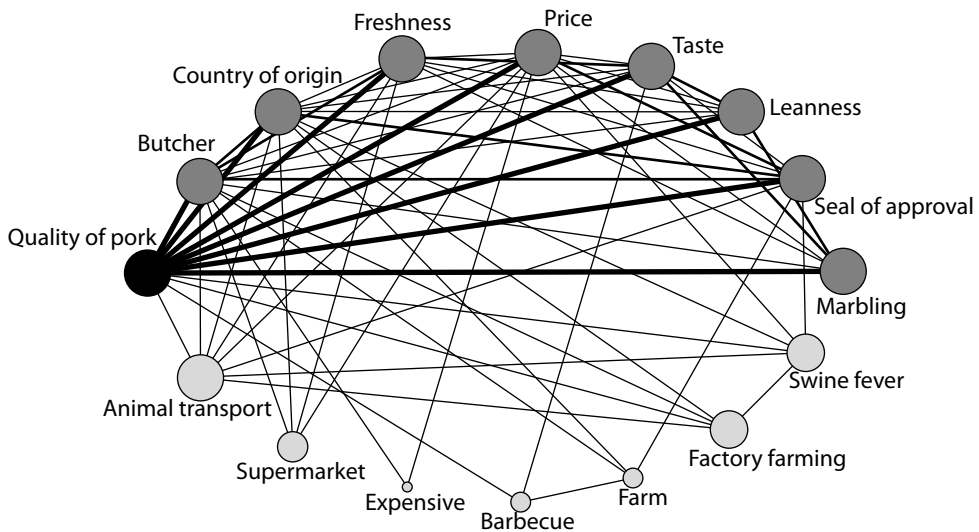 Freshness
Price
Taste
Country of origin
Leanness
Butcher
Seal of approval
Quality of pork
Marbling
Swine fever
Animal transport
Factory farming
Supermarket
Expensive
Farm
Barbecue